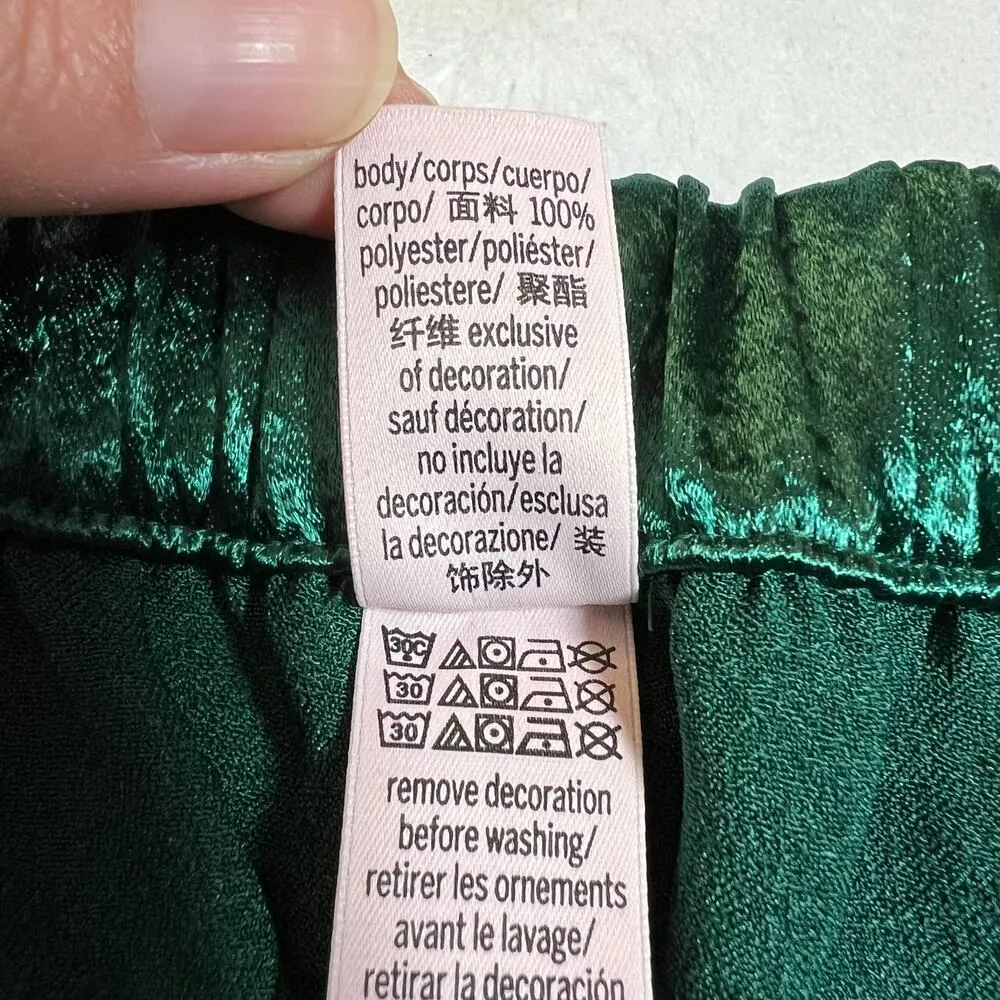 body/corps/cuerpo/
corpo/ 面料 100%
polyester/poliéster/
poliestere/ 聚酯
纤维 exclusive
of decoration/
sauf décoration/
no incluye la
decoración/esclusa
la decorazione/ 装
饰除外
30C
30
30
remove decoration
before washing/
retirer les ornements
avant le lavage/
retirar la decoración